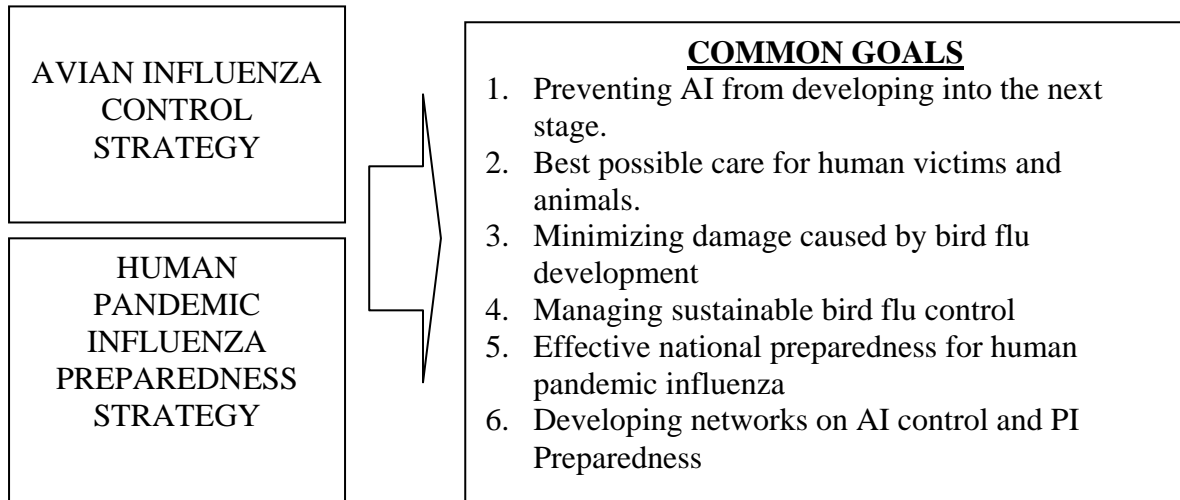 AVIAN INFLUENZA
CONTROL
STRATEGY
HUMAN
PANDEMIC
INFLUENZA
PREPAREDNESS
STRATEGY
COMMON GOALS
1. Preventing AI from developing into the next
stage.
2. Best possible care for human victims and
animals.
3. Minimizing damage caused by bird flu
development
4. Managing sustainable bird flu control
5. Effective national preparedness for human
pandemic influenza
6. Developing networks on AI control and PI
Preparedness